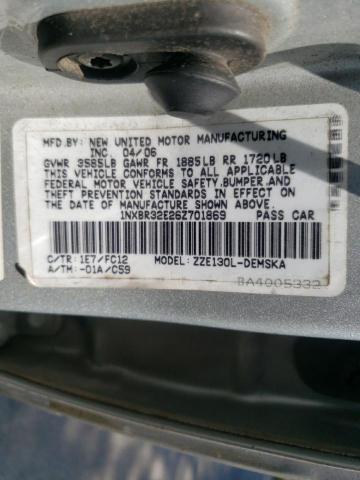 MFD.BY: NEW UNITED MOTOR MANUFACTURING
INC. 04/06
GVWR 3585LB GAWR FR 1885LB RR 1720LB
THIS VEHICLE CONFORMS TO ALL APPLICABLE
FEDERAL MOTOR VEHICLE SAFETY, BUMPER, AND
THEFT PREVENTION STANDARDS IN EFFECT ON
THE DATE OF MANUFACTURE SHOWN ABOVE.
1NXBR32E26Z701869 PASS CAR
C/TR: 1E7/FC12 MODEL: ZZE130L-DEMSKA
A/TM: -01A/C59
BA4005332